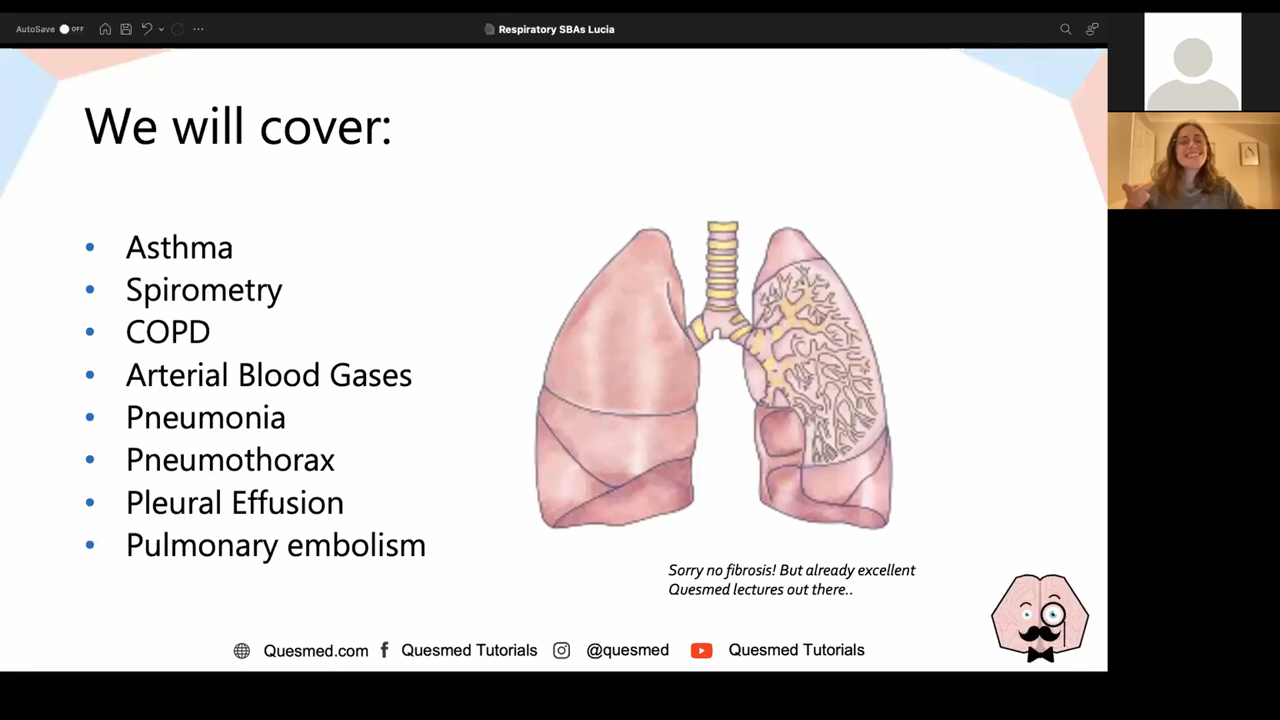 AutoSave OFF
Respiratory SBAs Lucia
We will cover:
• Asthma
• Spirometry
• COPD
• Arterial Blood Gases
• Pneumonia
• Pneumothorax
• Pleural Effusion
• Pulmonary embolism
Sorry no fibrosis! But already excellent
Quesmed lectures out there..
Quesmed.com Quesmed Tutorials @quesmed Quesmed Tutorials